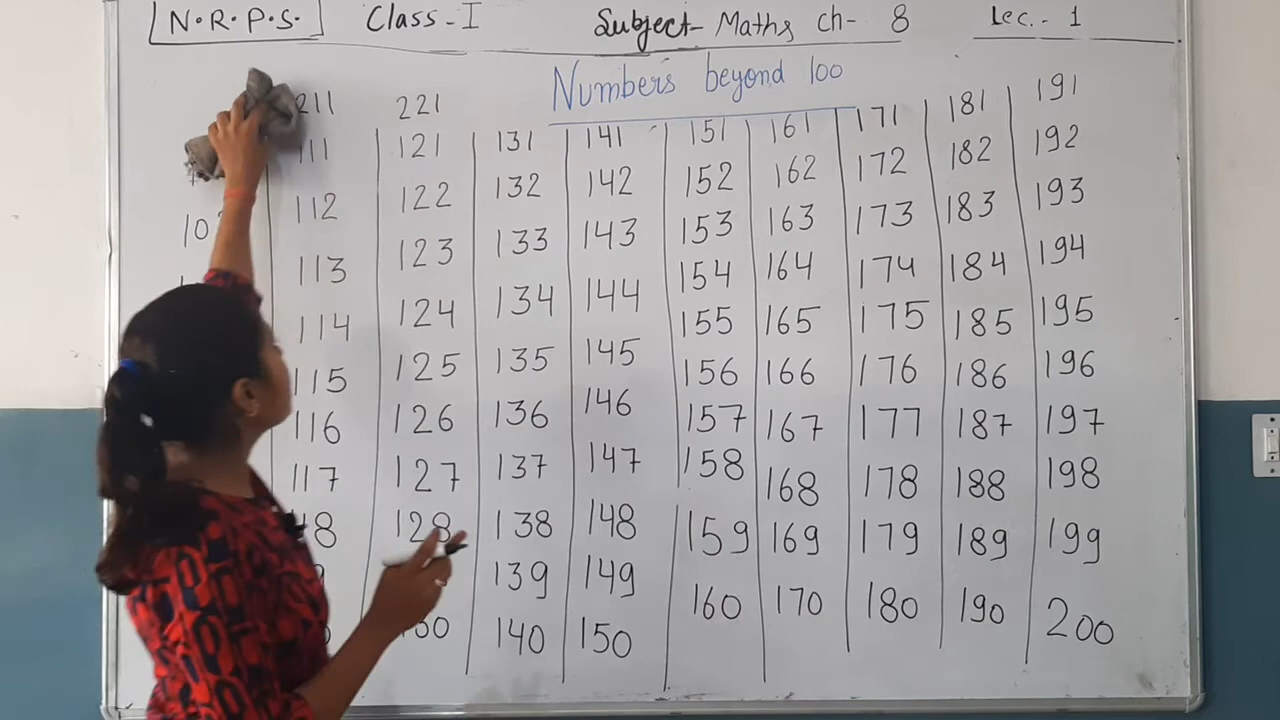 N.R.P.S. Class-I Subject- Maths ch- 8 Lec.- 1
Numbers beyond 100
211 221
111 121 131 141 151 161 171 181 191
112 122 132 142 152 162 172 182 192
113 123 133 143 153 163 173 183 193
114 124 134 144 154 164 174 184 194
115 125 135 145 155 165 175 185 195
116 126 136 146 156 166 176 186 196
117 127 137 147 157 167 177 187 197
128 138 148 158 168 178 188 198
139 149 159 169 179 189 199
140 150 160 170 180 190 200